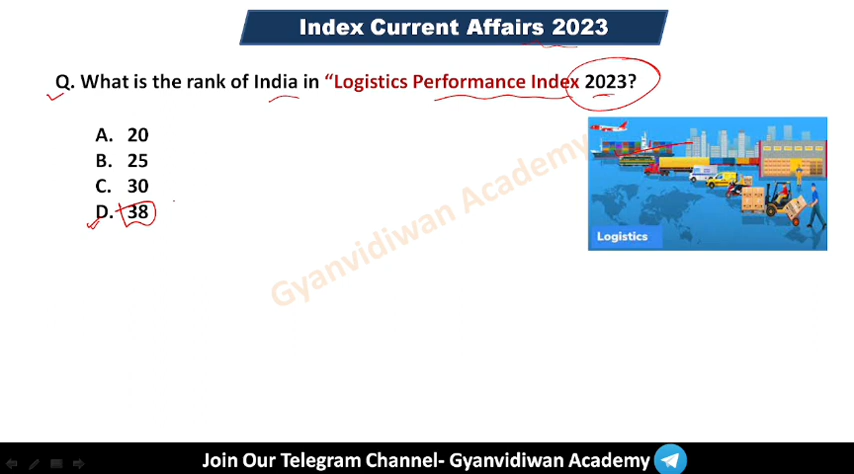 Index Current Affairs 2023
Q. What is the rank of India in “Logistics Performance Index 2023?
A. 20
B. 25
C. 30
D. 38
Logistics
Gyanvidiwan Academy
Join Our Telegram Channel- Gyanvidiwan Academy